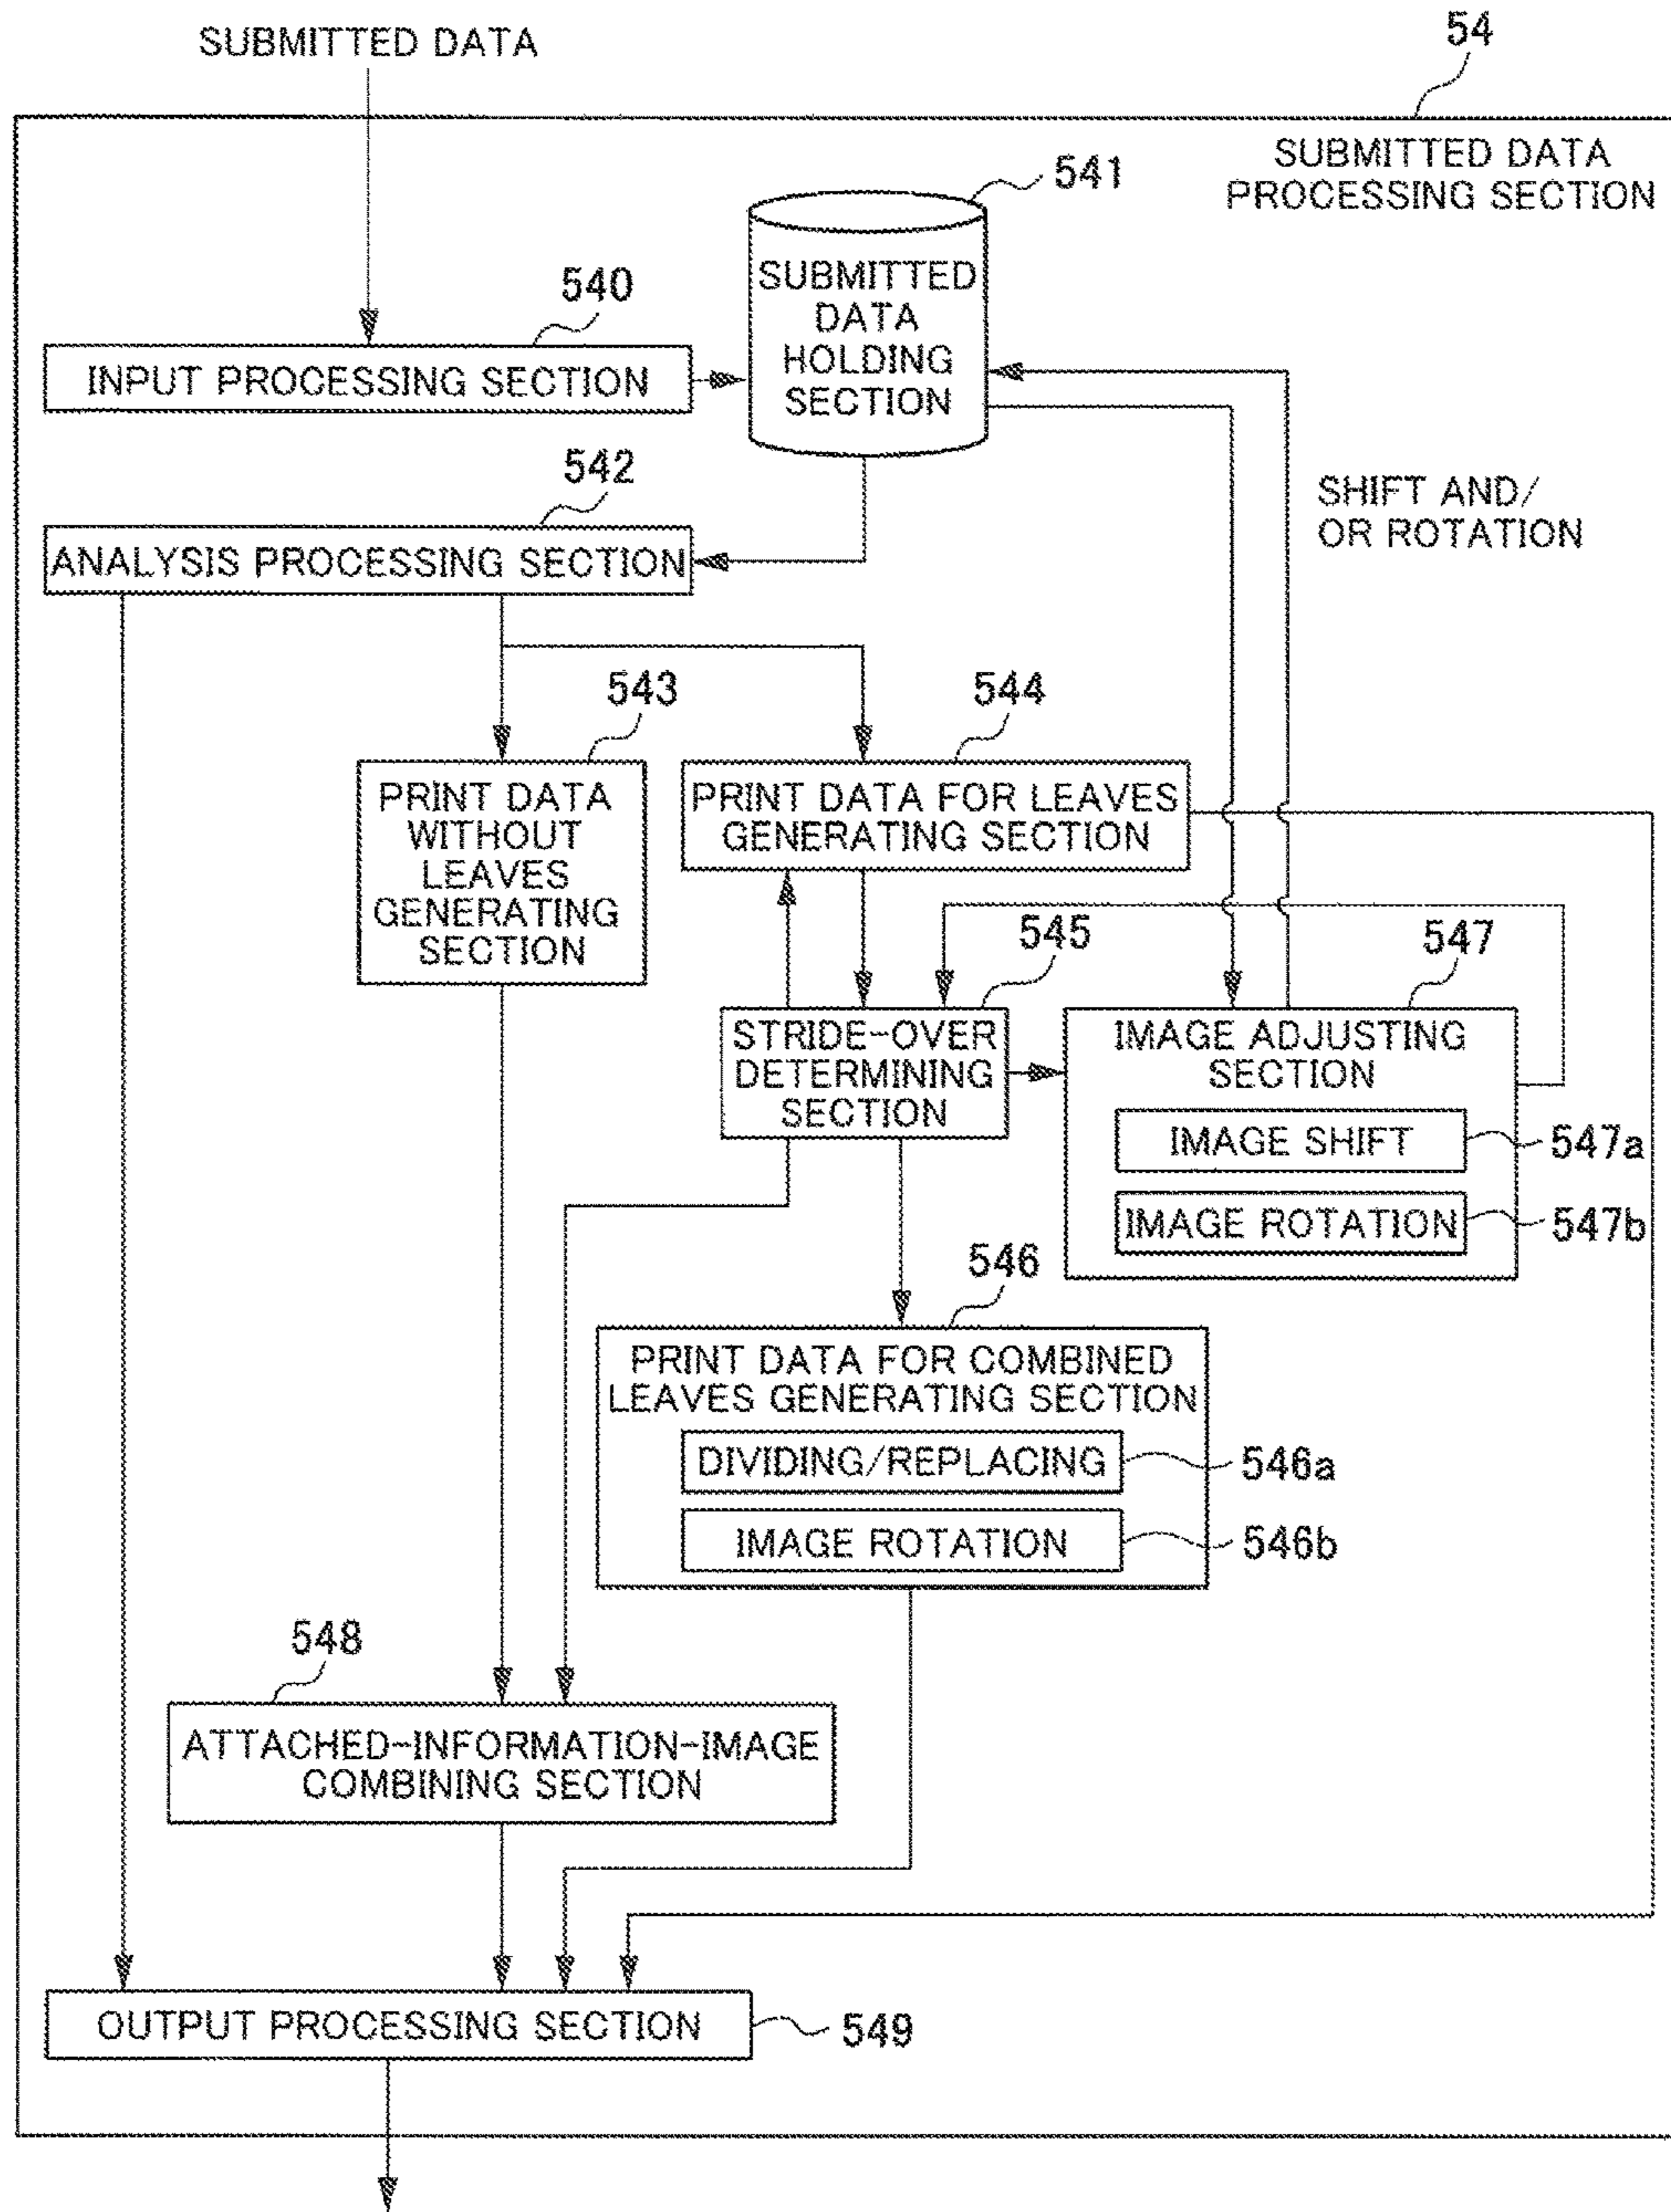 SUBMITTED DATA
54
SUBMITTED DATA
PROCESSING SECTION
541
SUBMITTED
DATA
HOLDING
SECTION
540
INPUT PROCESSING SECTION
542
ANALYSIS PROCESSING SECTION
SHIFT AND/
OR ROTATION
543
PRINT DATA
WITHOUT
LEAVES
GENERATING
SECTION
544
PRINT DATA FOR LEAVES
GENERATING SECTION
545
STRIDE-OVER
DETERMINING
SECTION
547
IMAGE ADJUSTING
SECTION
IMAGE SHIFT
547a
IMAGE ROTATION
547b
546
PRINT DATA FOR COMBINED
LEAVES GENERATING SECTION
DIVIDING/REPLACING
546a
IMAGE ROTATION
546b
548
ATTACHED-INFORMATION-IMAGE
COMBINING SECTION
OUTPUT PROCESSING SECTION
549